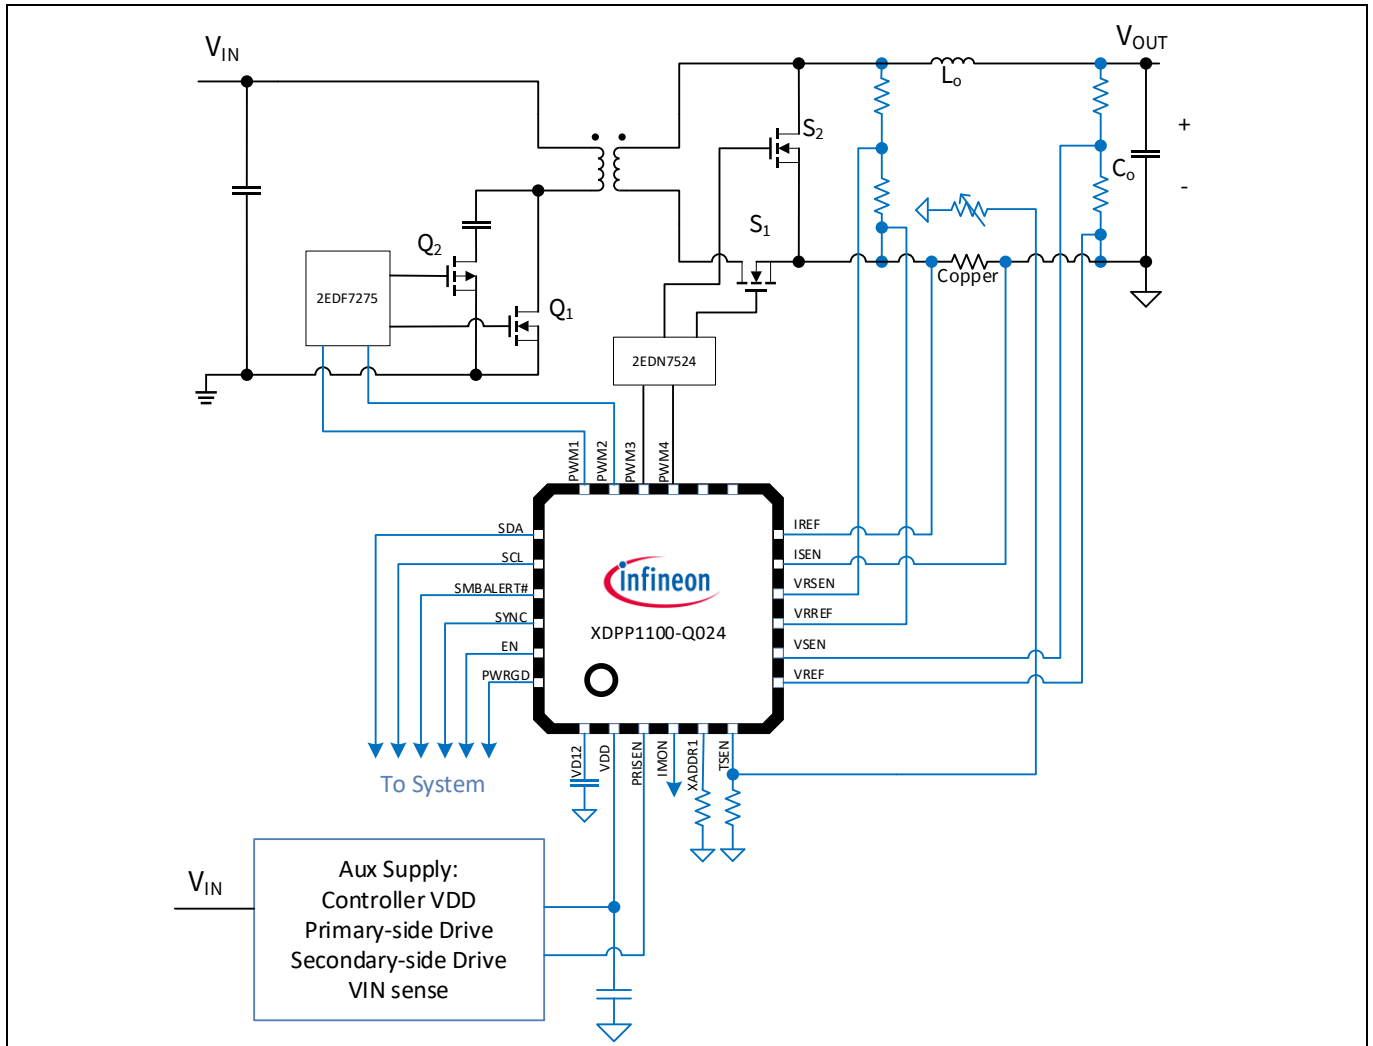 VIN
VOUT
Lo
S2
+
Co
-
S1
Q2
Copper
2EDF7275
Q1
2EDN7524
PWM1
PWM2
PWM3
PWM4
SDA
SCL
SMBALERT#
SYNC
EN
PWRGD
IREF
ISEN
VRSEN
VRREF
VSEN
VREF
infineon
XDPP1100-Q024
VD12
VDD
PRISEN
IMON
XADDR1
TSEN
To System
VIN
Aux Supply:
Controller VDD
Primary-side Drive
Secondary-side Drive
VIN sense